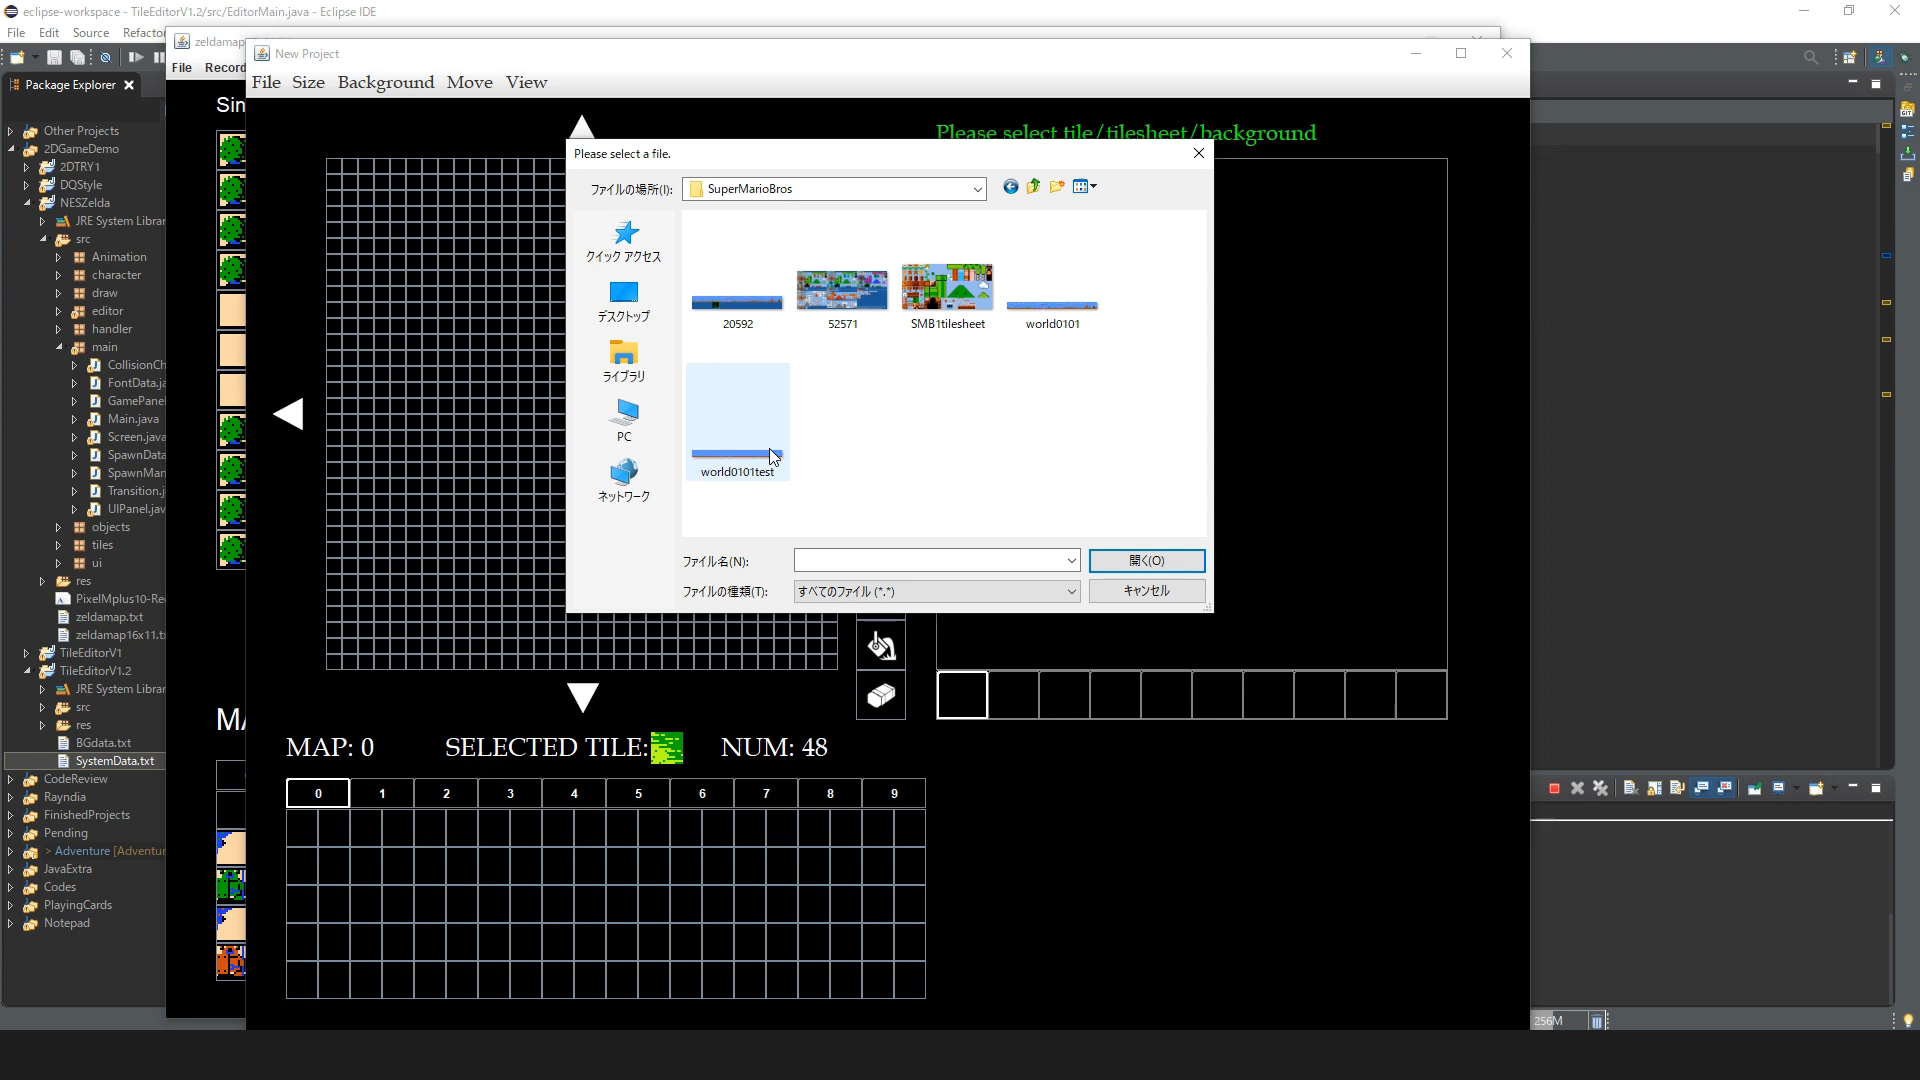 eclipse-workspace - TileEditorV1.2/src/EditorMain.java - Eclipse IDE
File Edit Source Refactor
zeldamap
File Record
New Project
File Size Background Move View
Package Explorer
Other Projects
2DGameDemo
2DTRY1
DQStyle
NESZelda
JRE System Librar
src
Animation
character
draw
editor
handler
main
CollisionCh
FontData.ja
GamePane
Main.java
Screen.java
SpawnData
SpawnMan
Transition.j
UIPanel.jav
objects
tiles
ui
res
PixelMplus10-Re
zeldamap.txt
zeldamap16x11.tx
TileEditorV1
TileEditorV1.2
JRE System Librar
src
res
BGdata.txt
SystemData.txt
CodeReview
Rayndia
FinishedProjects
Pending
> Adventure [Adventur
JavaExtra
Codes
PlayingCards
Notepad
Sin
MA
Please select tile/tilesheet/background
Please select a file.
ファイルの場所(I):
SuperMarioBros
クイック アクセス
デスクトップ
ライブラリ
PC
ネットワーク
20592
52571
SMB1tilesheet
world0101
world0101test
ファイル名(N):
開く(O)
ファイルの種類(T):
すべてのファイル (*.*)
キャンセル
MAP: 0
SELECTED TILE:
NUM: 48
0 1 2 3 4 5 6 7 8 9
256M